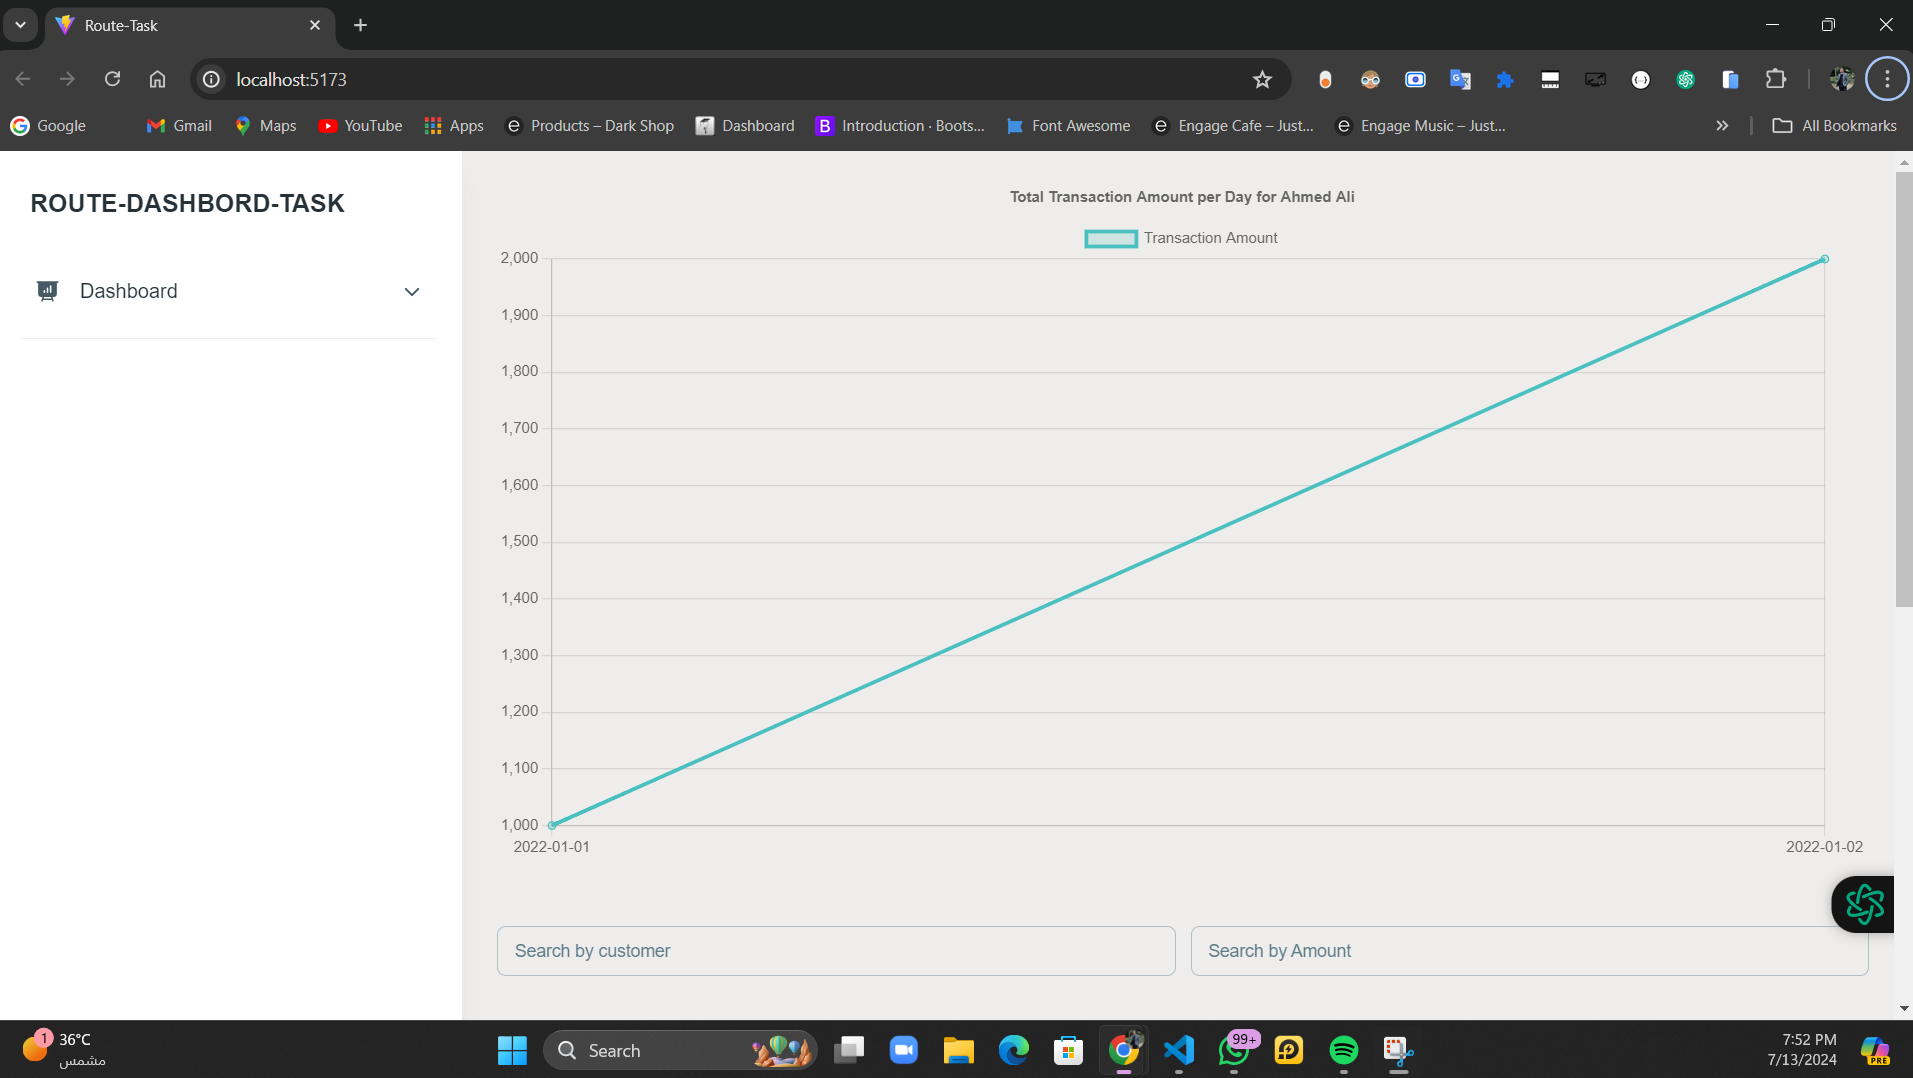 Route-Task
localhost:5173
Google
Gmail
Maps
YouTube
Apps
Products – Dark Shop
Dashboard
Introduction · Boots...
Font Awesome
Engage Cafe – Just...
Engage Music – Just...
All Bookmarks
ROUTE-DASHBORD-TASK
Dashboard
Total Transaction Amount per Day for Ahmed Ali
Transaction Amount
2,000
1,900
1,800
1,700
1,600
1,500
1,400
1,300
1,200
1,100
1,000
2022-01-01
2022-01-02
Search by customer
Search by Amount
1
36°C
مشمس
Search
99+
7:52 PM
7/13/2024
PRE